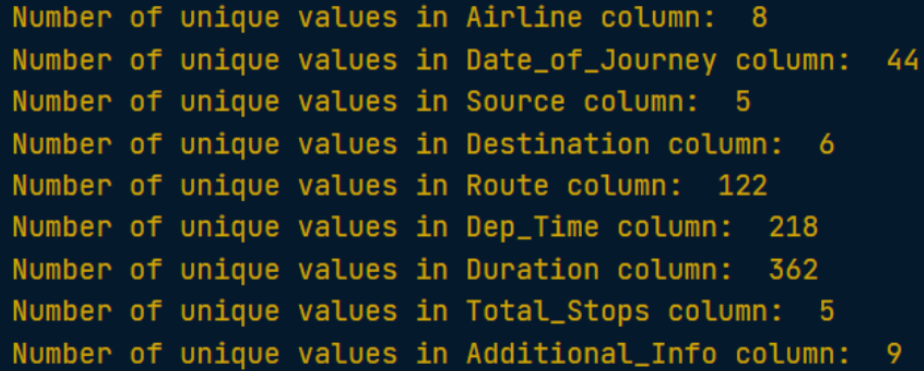 Number of unique values in Airline column:  8
Number of unique values in Date_of_Journey column:  44
Number of unique values in Source column:  5
Number of unique values in Destination column:  6
Number of unique values in Route column:  122
Number of unique values in Dep_Time column:  218
Number of unique values in Duration column:  362
Number of unique values in Total_Stops column:  5
Number of unique values in Additional_Info column:  9